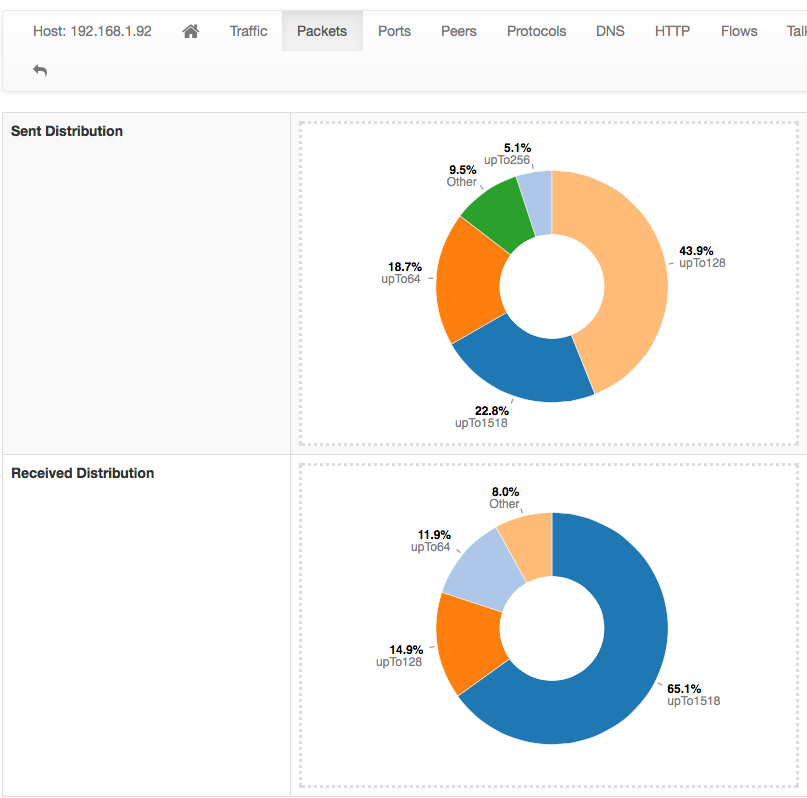 Host: 192.168.1.92 Traffic Packets Ports Peers Protocols DNS HTTP Flows
Sent Distribution
5.1%
upTo256
9.5%
Other
43.9%
upTo128
18.7%
upTo64
22.8%
upTo1518
Received Distribution
8.0%
Other
11.9%
upTo64
14.9%
upTo128
65.1%
upTo1518